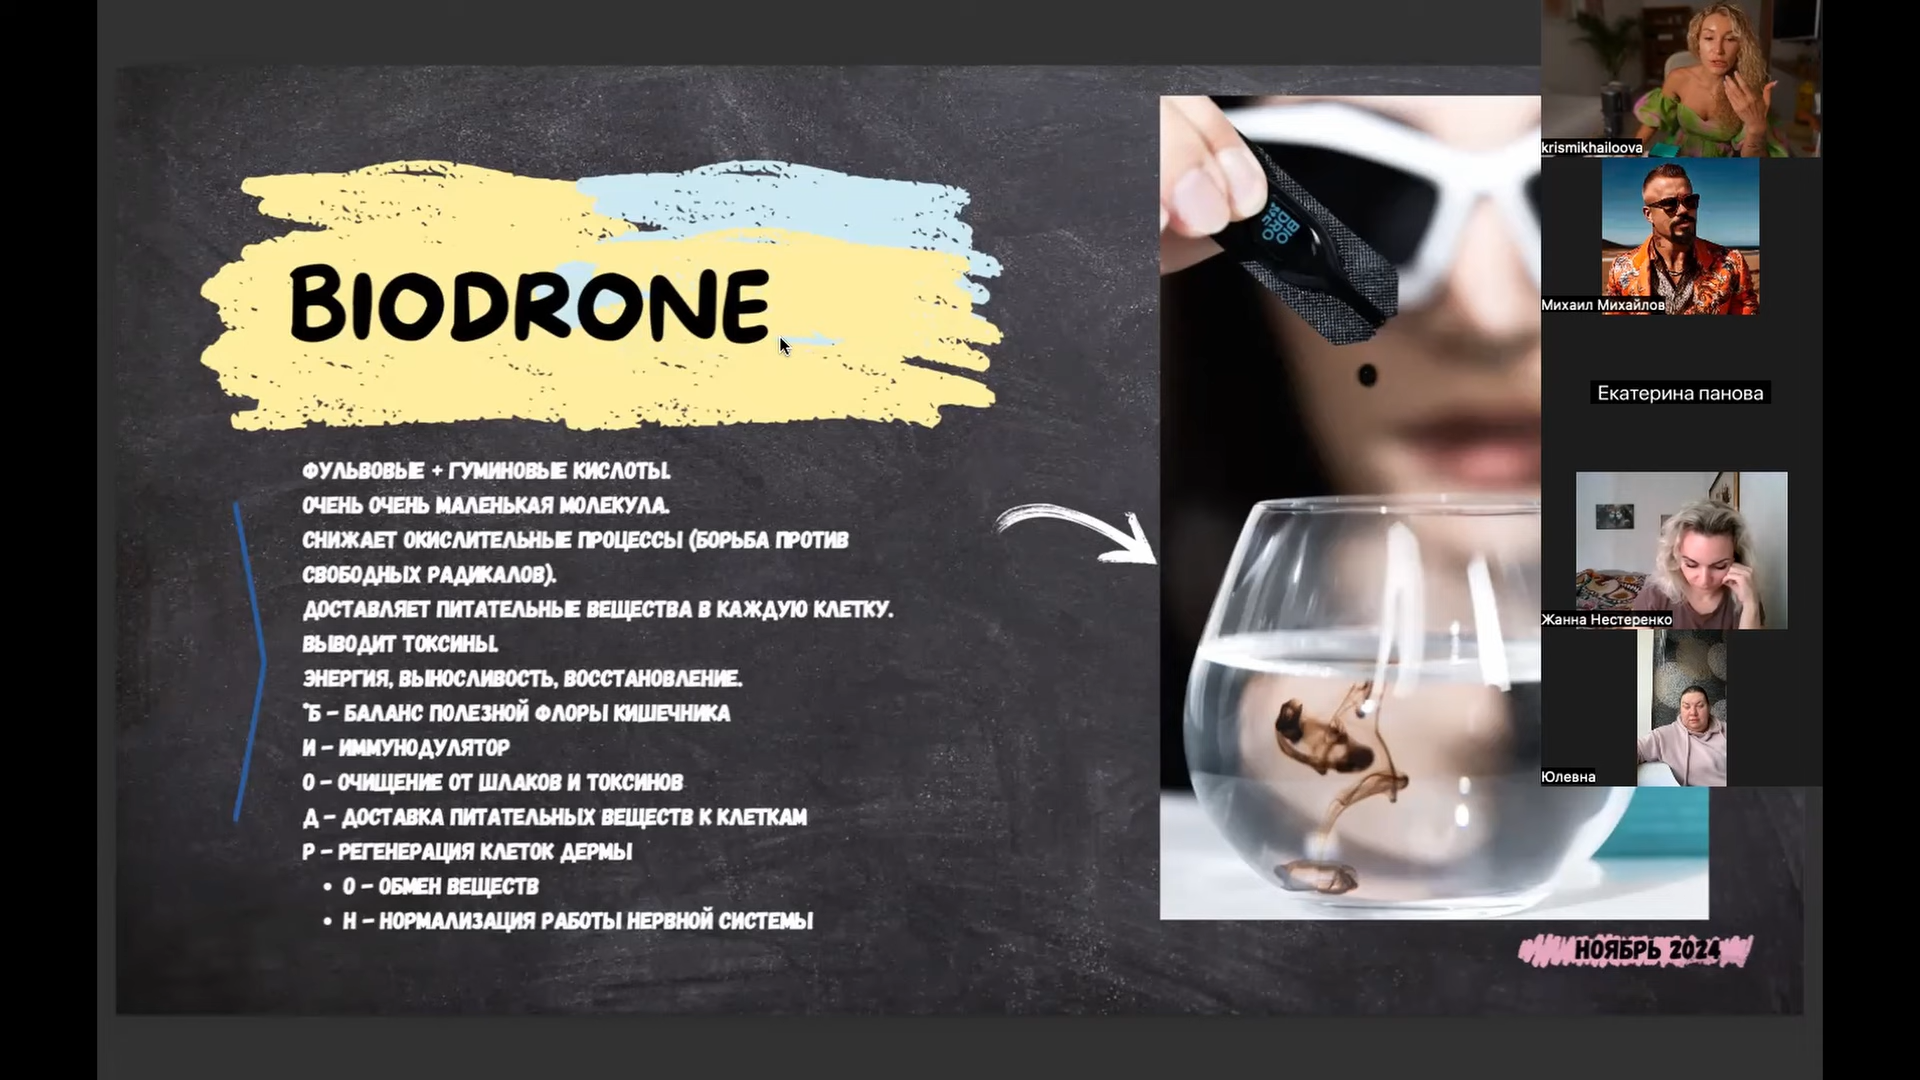 BIODRONE
ФУЛЬВОВЫЕ + ГУМИНОВЫЕ КИСЛОТЫ.
ОЧЕНЬ ОЧЕНЬ МАЛЕНЬКАЯ МОЛЕКУЛА.
СНИЖАЕТ ОКИСЛИТЕЛЬНЫЕ ПРОЦЕССЫ (БОРЬБА ПРОТИВ
СВОБОДНЫХ РАДИКАЛОВ).
ДОСТАВЛЯЕТ ПИТАТЕЛЬНЫЕ ВЕЩЕСТВА В КАЖДУЮ КЛЕТКУ.
ВЫВОДИТ ТОКСИНЫ.
ЭНЕРГИЯ, ВЫНОСЛИВОСТЬ, ВОССТАНОВЛЕНИЕ.
"Б – БАЛАНС ПОЛЕЗНОЙ ФЛОРЫ КИШЕЧНИКА
И – ИММУНОДУЛЯТОР
О – ОЧИЩЕНИЕ ОТ ШЛАКОВ И ТОКСИНОВ
Д – ДОСТАВКА ПИТАТЕЛЬНЫХ ВЕЩЕСТВ К КЛЕТКАМ
Р – РЕГЕНЕРАЦИЯ КЛЕТОК ДЕРМЫ
• О – ОБМЕН ВЕЩЕСТВ
• Н – НОРМАЛИЗАЦИЯ РАБОТЫ НЕРВНОЙ СИСТЕМЫ
BIO
DRO
НОЯБРЬ 2024
krismikhailoova
Михаил Михайлов
Екатерина панова
Жанна Нестеренко
Юлевна